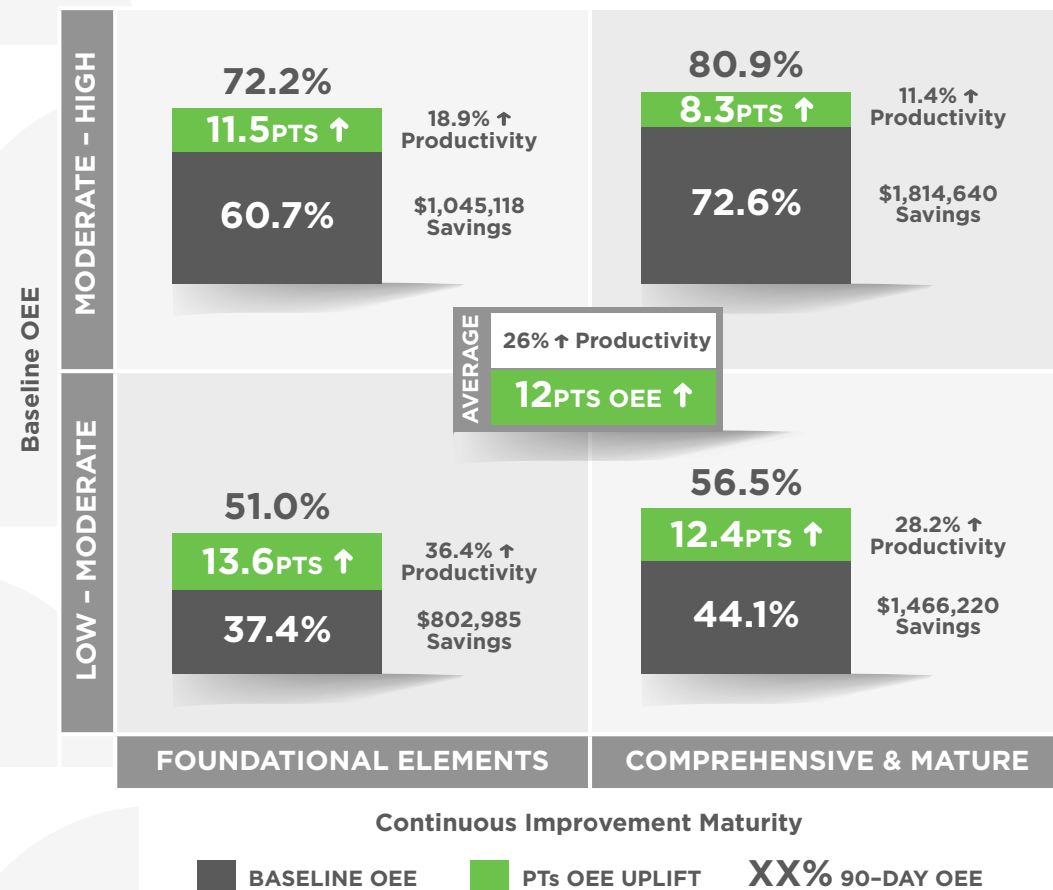 Baseline OEE
MODERATE – HIGH
72.2%
11.5PTS ↑
60.7%
18.9% ↑
Productivity
$1,045,118
Savings
80.9%
8.3PTS ↑
72.6%
11.4% ↑
Productivity
$1,814,640
Savings
AVERAGE
26% ↑ Productivity
12PTS OEE ↑
LOW – MODERATE
51.0%
13.6PTS ↑
37.4%
36.4% ↑
Productivity
$802,985
Savings
56.5%
12.4PTS ↑
44.1%
28.2% ↑
Productivity
$1,466,220
Savings
FOUNDATIONAL ELEMENTS
COMPREHENSIVE & MATURE
Continuous Improvement Maturity
BASELINE OEE
PTs OEE UPLIFT
XX% 90-DAY OEE